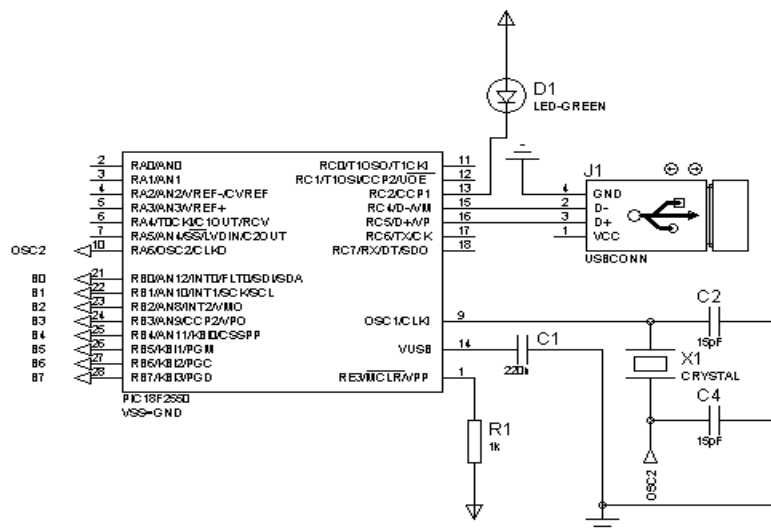 D1
LED-GREEN
J1
2 RA0/AN0 RC0/T1OSO/T1CKI 11
3 RA1/AN1 RC1/T1OSI/CCP2/UOE 12
4 RA2/AN2/VREF-/CVREF RC2/CCP1 13 4 GND
5 RA3/AN3/VREF+ RC4/D-/VM 15 2 D-
6 RA4/T0CKI/C1OUT/RCV RC5/D+/VP 16 3 D+
7 RA5/AN4/SS/LVDIN/C2OUT RC6/TX/CK 17 1 VCC
OSC2 10 RA6/OSC2/CLKO RC7/RX/DT/SDO 18
USBCONN
B0 21 RB0/AN12/INT0/FLT0/SDI/SDA
B1 22 RB1/AN10/INT1/SCK/SCL
B2 23 RB2/AN8/INT2/VMO
B3 24 RB3/AN9/CCP2/VPO OSC1/CLKI 9
B4 25 RB4/AN11/KBI0/CSSPP
B5 26 RB5/KBI1/PGM VUSB 14
B6 27 RB6/KBI2/PGC
B7 28 RB7/KBI3/PGD RE3/MCLR/VPP 1
PIC18F2550
VSS=GND
C1
220n
C2
15pF
X1
CRYSTAL
C4
15pF
R1
1k
OSC2